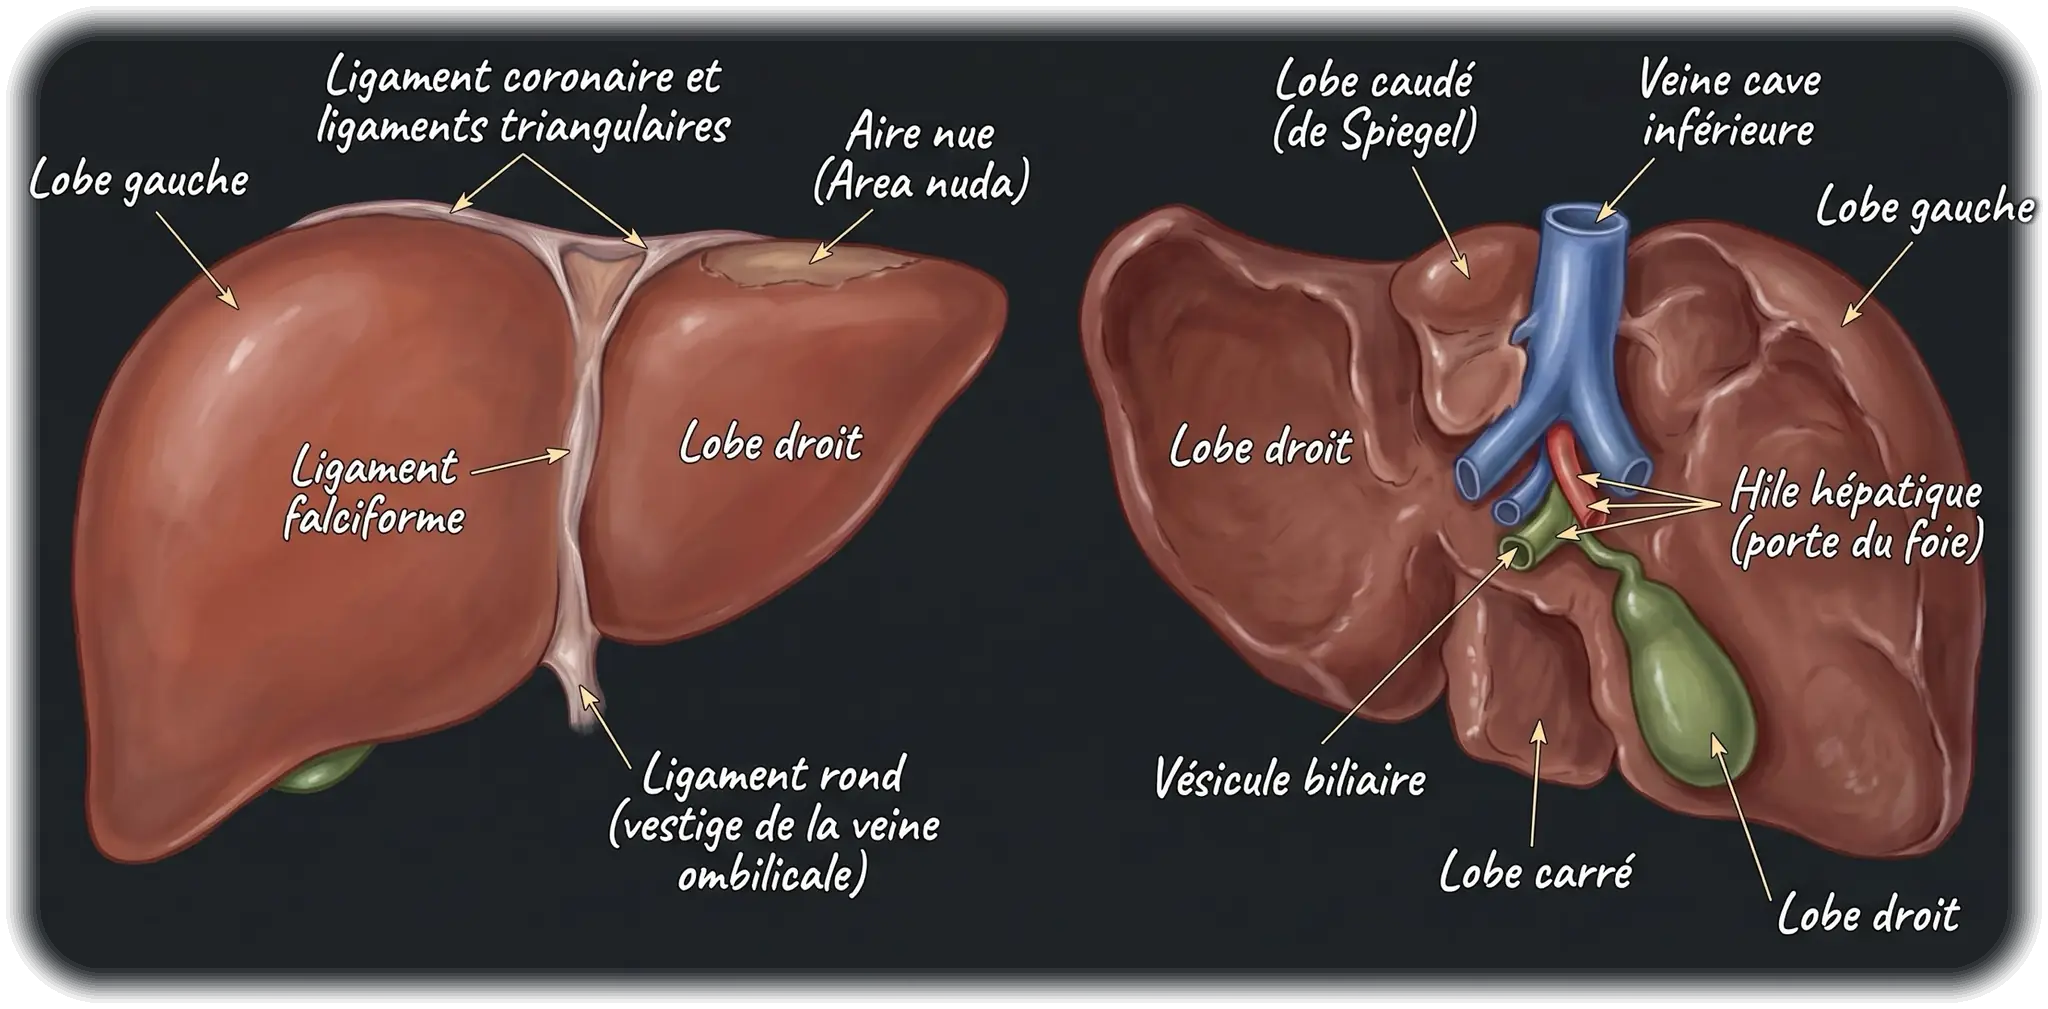 Ligament coronaire et
ligaments triangulaires
Aire nue
(Area nuda)
Lobe gauche
Ligament
falciforme
Lobe droit
Ligament rond
(vestige de la veine
ombilicale)
Lobe caudé
(de Spiegel)
Veine cave
inférieure
Lobe gauche
Lobe droit
Hile hépatique
(porte du foie)
Vésicule biliaire
Lobe carré
Lobe droit